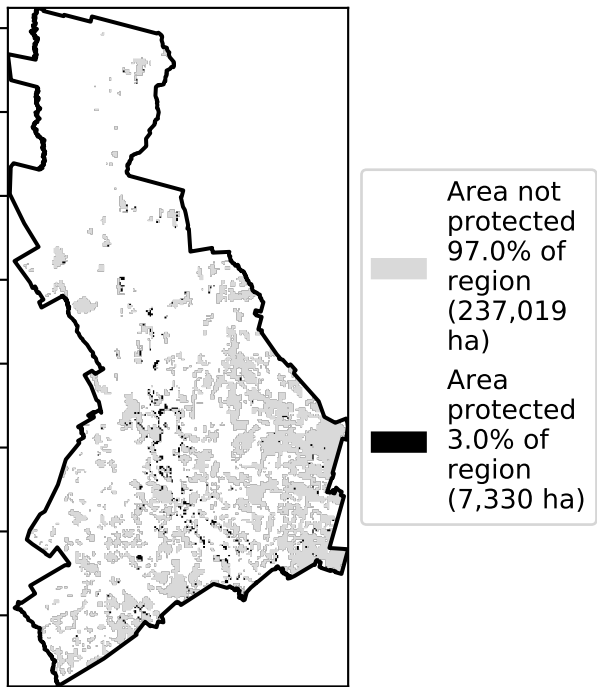 Area not
protected
97.0% of
region
(237,019
ha)
Area
protected
3.0% of
region
(7,330 ha)